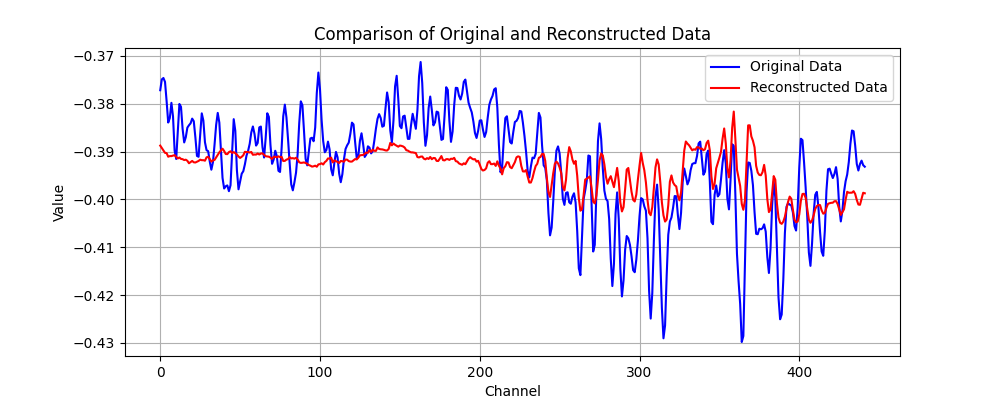 Comparison of Original and Reconstructed Data
Original Data
Reconstructed Data
−0.37
−0.38
−0.39
−0.40
−0.41
−0.42
−0.43
Value
0
100
200
300
400
Channel